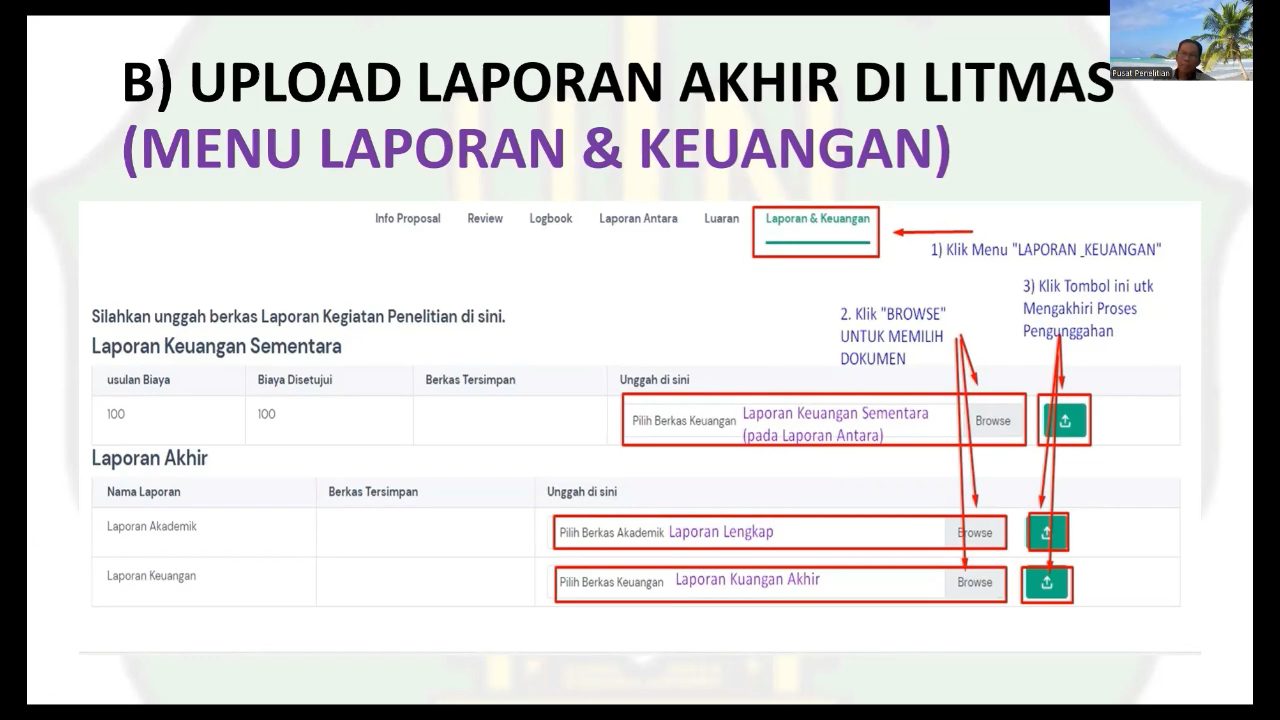 B) UPLOAD LAPORAN AKHIR DI LITMAS
(MENU LAPORAN & KEUANGAN)
Pusat Penelitian
Info Proposal Review Logbook Laporan Antara Luaran Laporan & Keuangan
1) Klik Menu "LAPORAN _KEUANGAN"
3) Klik Tombol ini utk
Mengakhiri Proses
Pengunggahan
2. Klik "BROWSE"
UNTUK MEMILIH
DOKUMEN
Silahkan unggah berkas Laporan Kegiatan Penelitian di sini.
Laporan Keuangan Sementara
usulan Biaya Biaya Disetujui Berkas Tersimpan Unggah di sini
100 100 Pilih Berkas Keuangan Laporan Keuangan Sementara Browse
(pada Laporan Antara)
Laporan Akhir
Nama Laporan Berkas Tersimpan Unggah di sini
Laporan Akademik Pilih Berkas Akademik Laporan Lengkap Browse
Laporan Keuangan Pilih Berkas Keuangan Laporan Kuangan Akhir Browse